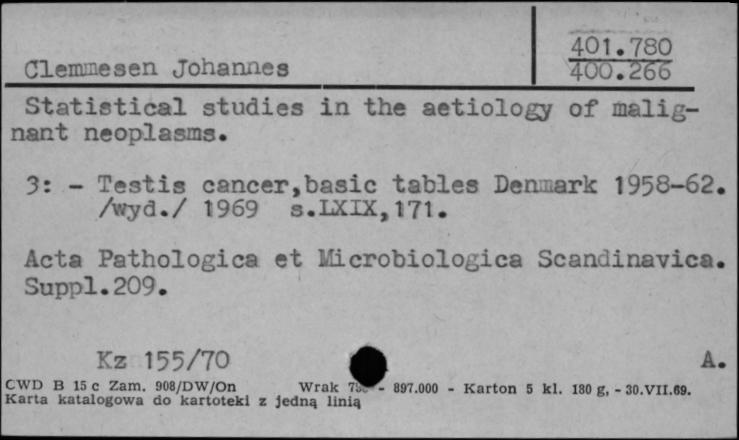 401.780
Clemmesen Johannes
400.266
Statistical studies in the aetiology of malig-
nant neoplasms.
3: - Testis cancer,basic tables Denmark 1958-62.
/wyd./ 1969 s.LXIX,171.
Acta Pathologica et Microbiologica Scandinavica.
Suppl.209.
Kz 155/70 A.
CWD B 15 c Zam. 908/DW/On Wrak - 897.000 - Karton 5 kl. 180 g, - 30.VII.69.
Karta katalogowa do kartoteki z jedną linią